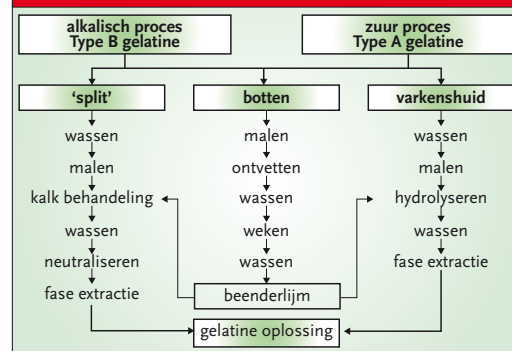 alkalisch proces
Type B gelatine
zuur proces
Type A gelatine
‘split’
botten
varkenshuid
wassen
malen
kalk behandeling
wassen
neutraliseren
fase extractie
malen
ontvetten
wassen
weken
wassen
beenderlijm
wassen
malen
hydrolyseren
wassen
fase extractie
gelatine oplossing